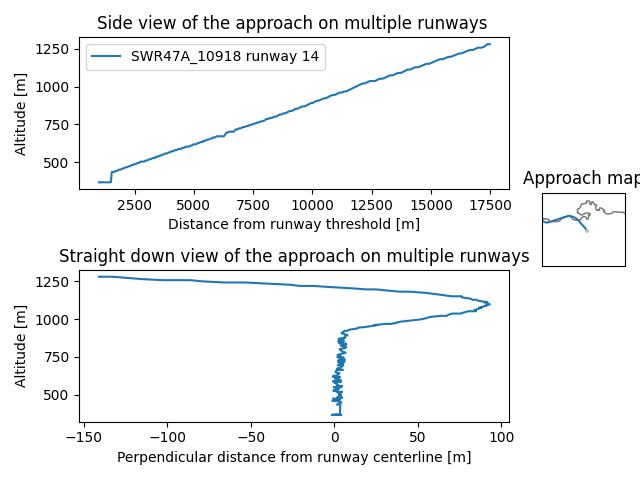 Side view of the approach on multiple runways
SWR47A_10918 runway 14
Altitude [m]
1250
1000
750
500
2500 5000 7500 10000 12500 15000 17500
Distance from runway threshold [m]
Approach map
Straight down view of the approach on multiple runways
Altitude [m]
1250
1000
750
500
−150 −100 −50 0 50 100
Perpendicular distance from runway centerline [m]